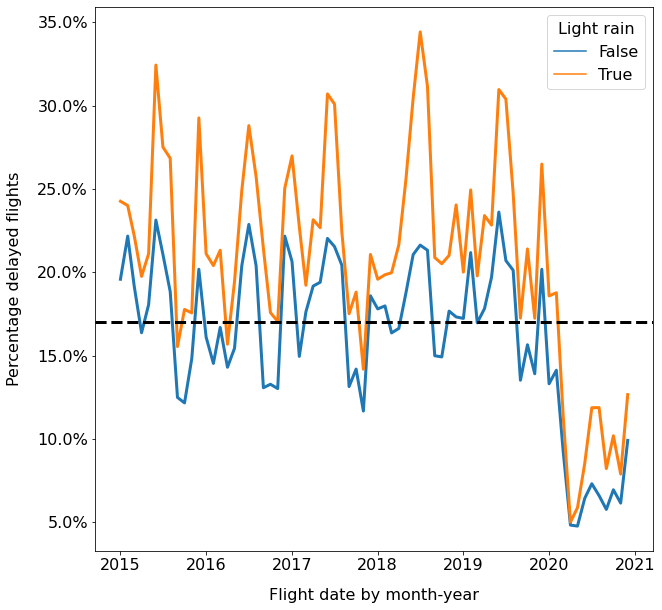 Percentage delayed flights
35.0%
30.0%
25.0%
20.0%
15.0%
10.0%
5.0%
Light rain
False
True
2015 2016 2017 2018 2019 2020 2021
Flight date by month-year